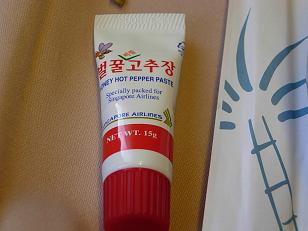 벌꿀고추장
HONEY HOT PEPPER PASTE
Specially packed for
Singapore Airlines
SINGAPORE AIRLINES
NET WT. 15g